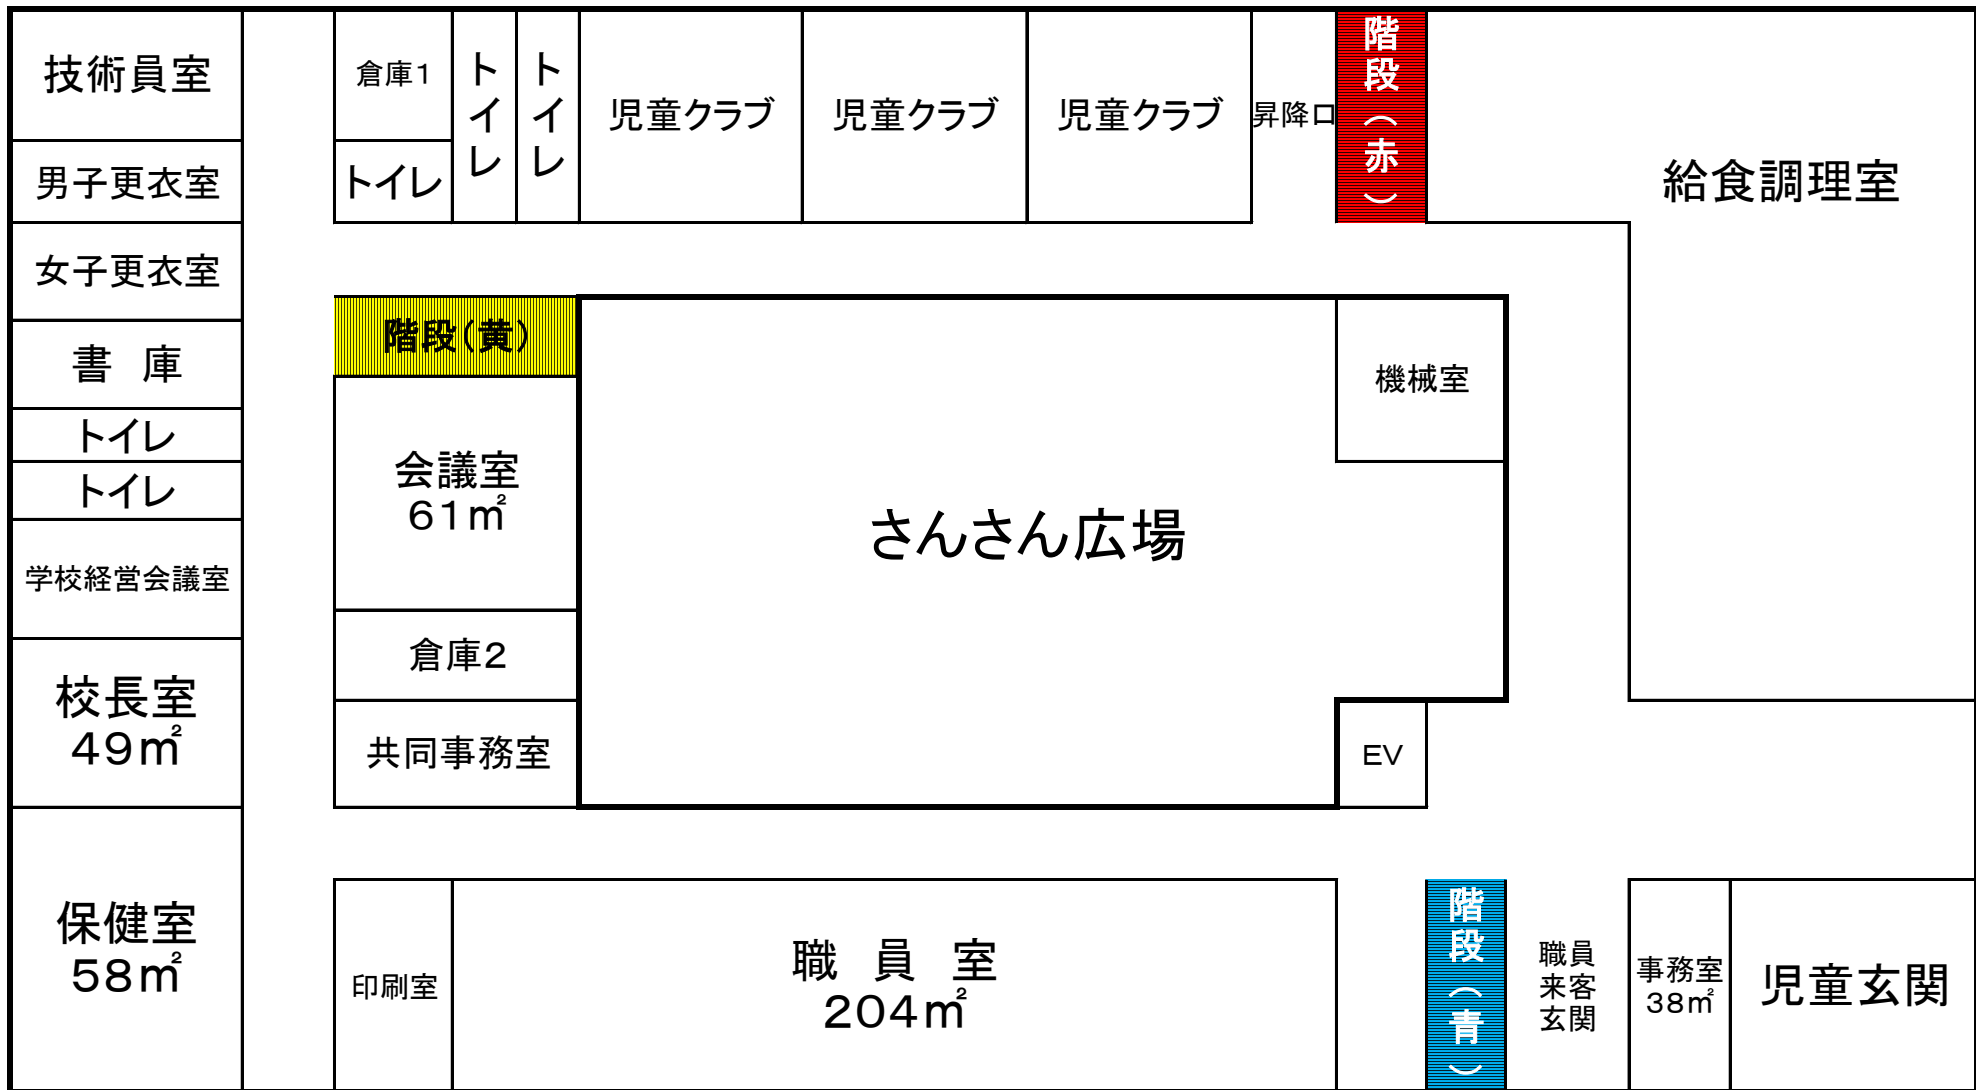 技術員室
倉庫1
トイレ
トイレ
児童クラブ
児童クラブ
児童クラブ
昇降口
階段(赤)
給食調理室
男子更衣室
トイレ
女子更衣室
階段(黄)
書 庫
機械室
トイレ
トイレ
会議室
61㎡
さんさん広場
学校経営会議室
倉庫2
校長室
49㎡
共同事務室
EV
保健室
58㎡
印刷室
職 員 室
204㎡
階段(青)
職員
来客
玄関
事務室
38㎡
児童玄関